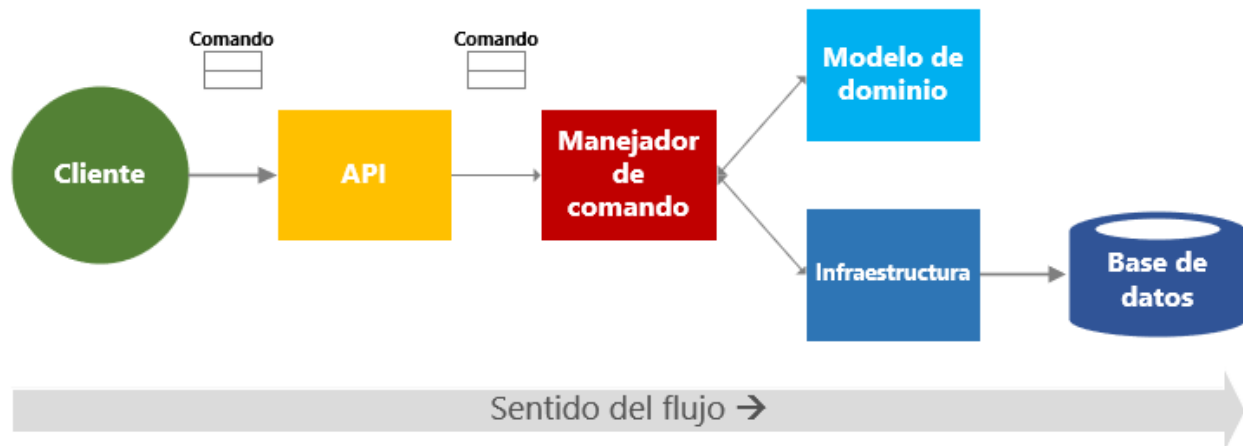 Comando
Comando
Cliente
API
Manejador
de
comando
Modelo de
dominio
Infraestructura
Base de
datos
Sentido del flujo →